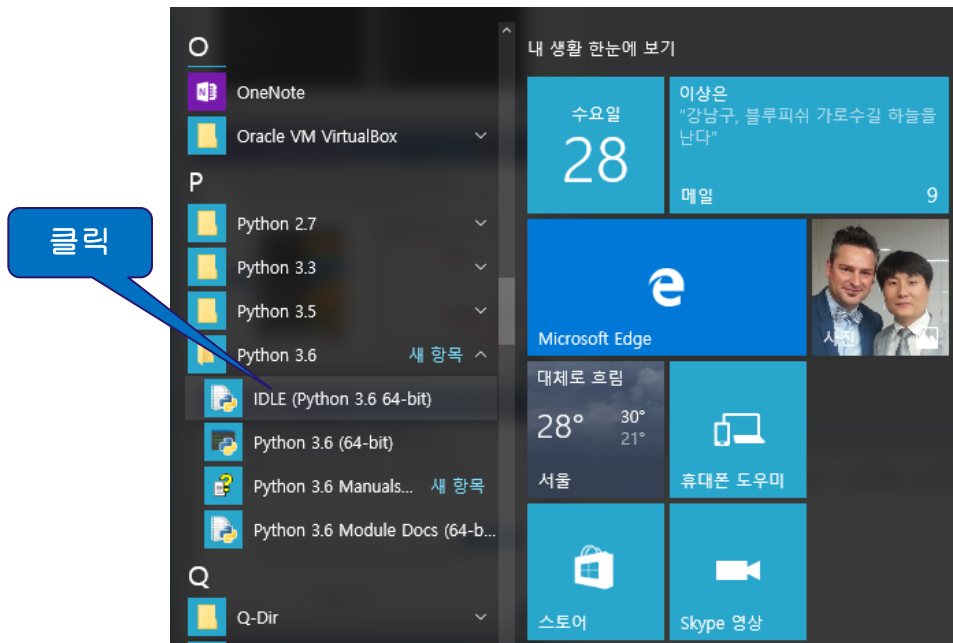 클릭
O
OneNote
Oracle VM VirtualBox
P
Python 2.7
Python 3.3
Python 3.5
Python 3.6 새 항목
IDLE (Python 3.6 64-bit)
Python 3.6 (64-bit)
Python 3.6 Manuals... 새 항목
Python 3.6 Module Docs (64-b...
Q
Q-Dir
내 생활 한눈에 보기
수요일
28
이상은
"강남구, 블루피쉬 가로수길 하늘을
난다"
메일 9
Microsoft Edge
사진
대체로 흐림
28° 30°
21°
서울
휴대폰 도우미
스토어
Skype 영상